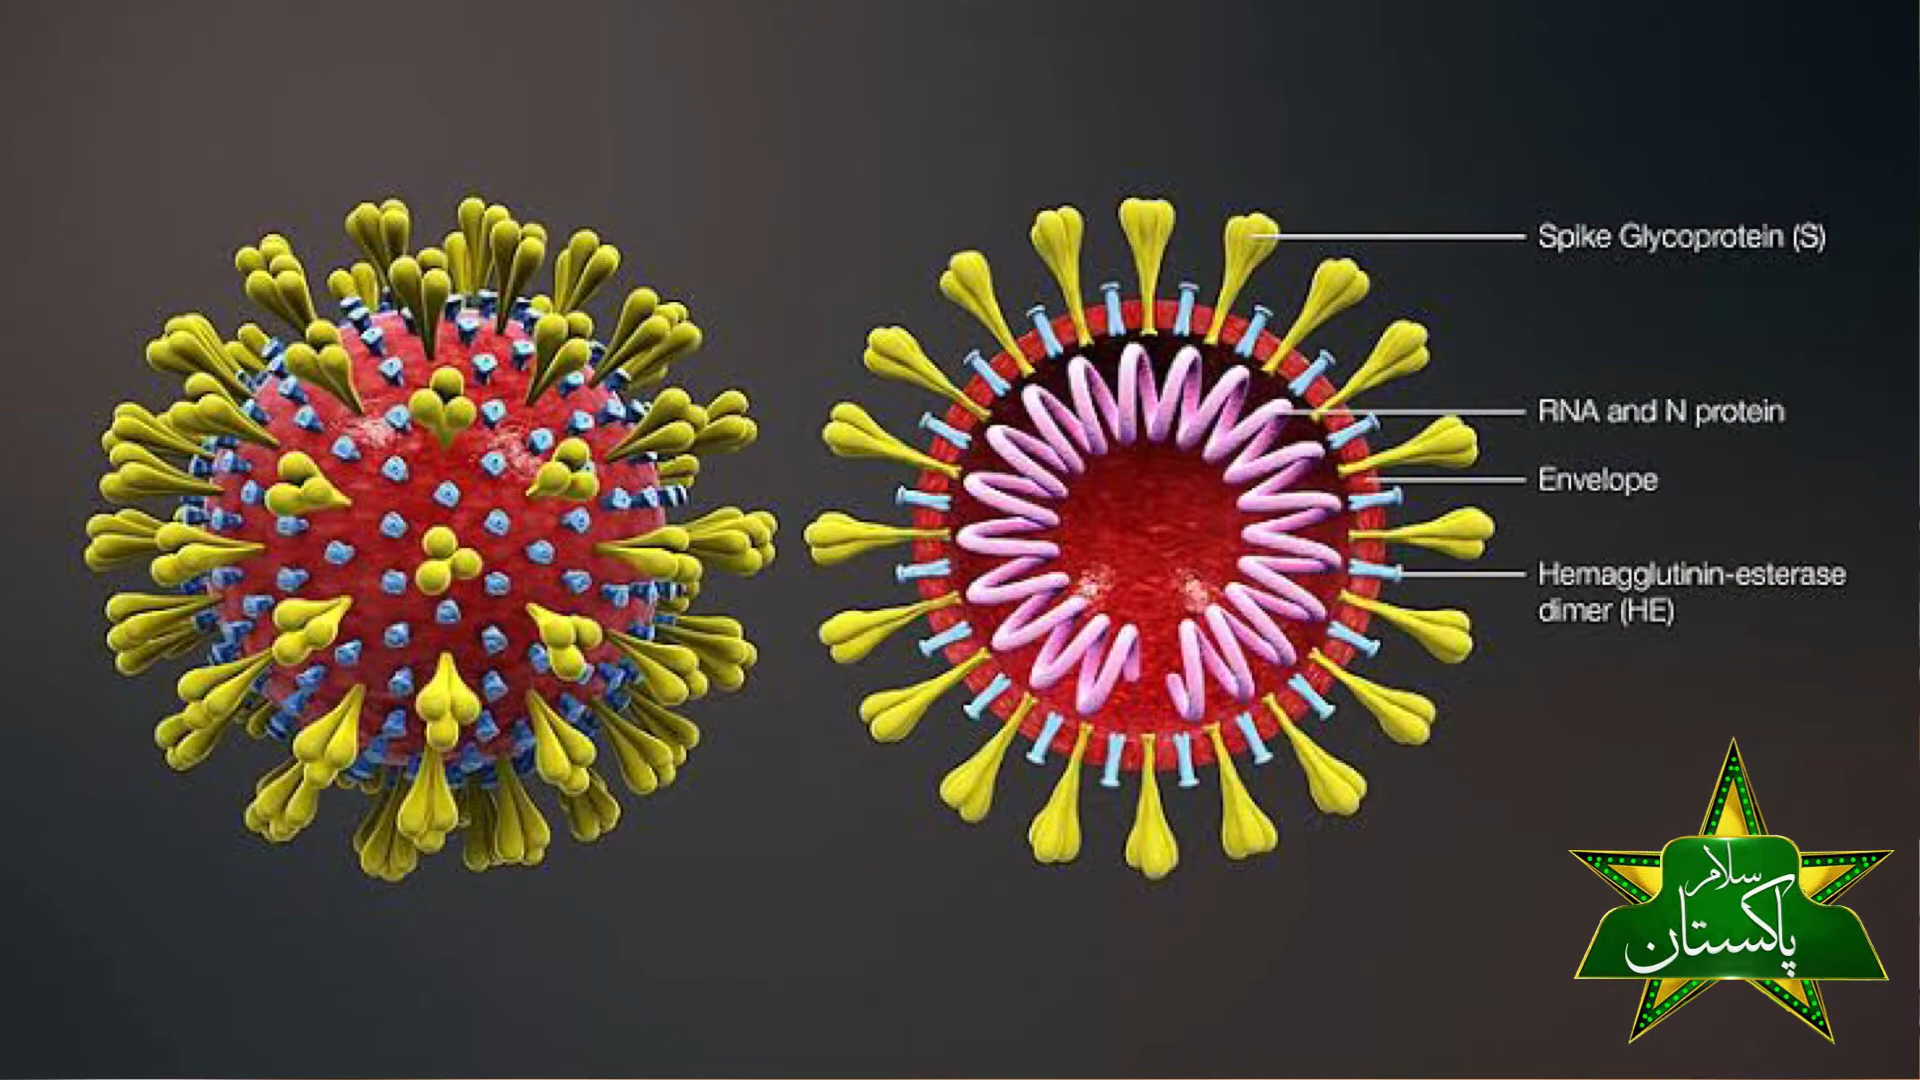 Spike Glycoprotein (S)
RNA and N protein
Envelope
Hemagglutinin-esterase
dimer (HE)
سلام
پاکستان